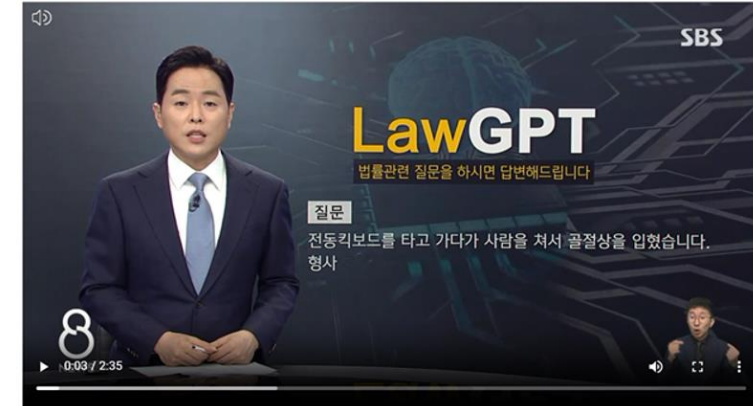 SBS
LawGPT
법률관련 질문을 하시면 답변해드립니다
질문
전동킥보드를 타고 가다가 사람을 쳐서 골절상을 입혔습니다.
형사
8
0:03 / 2:35